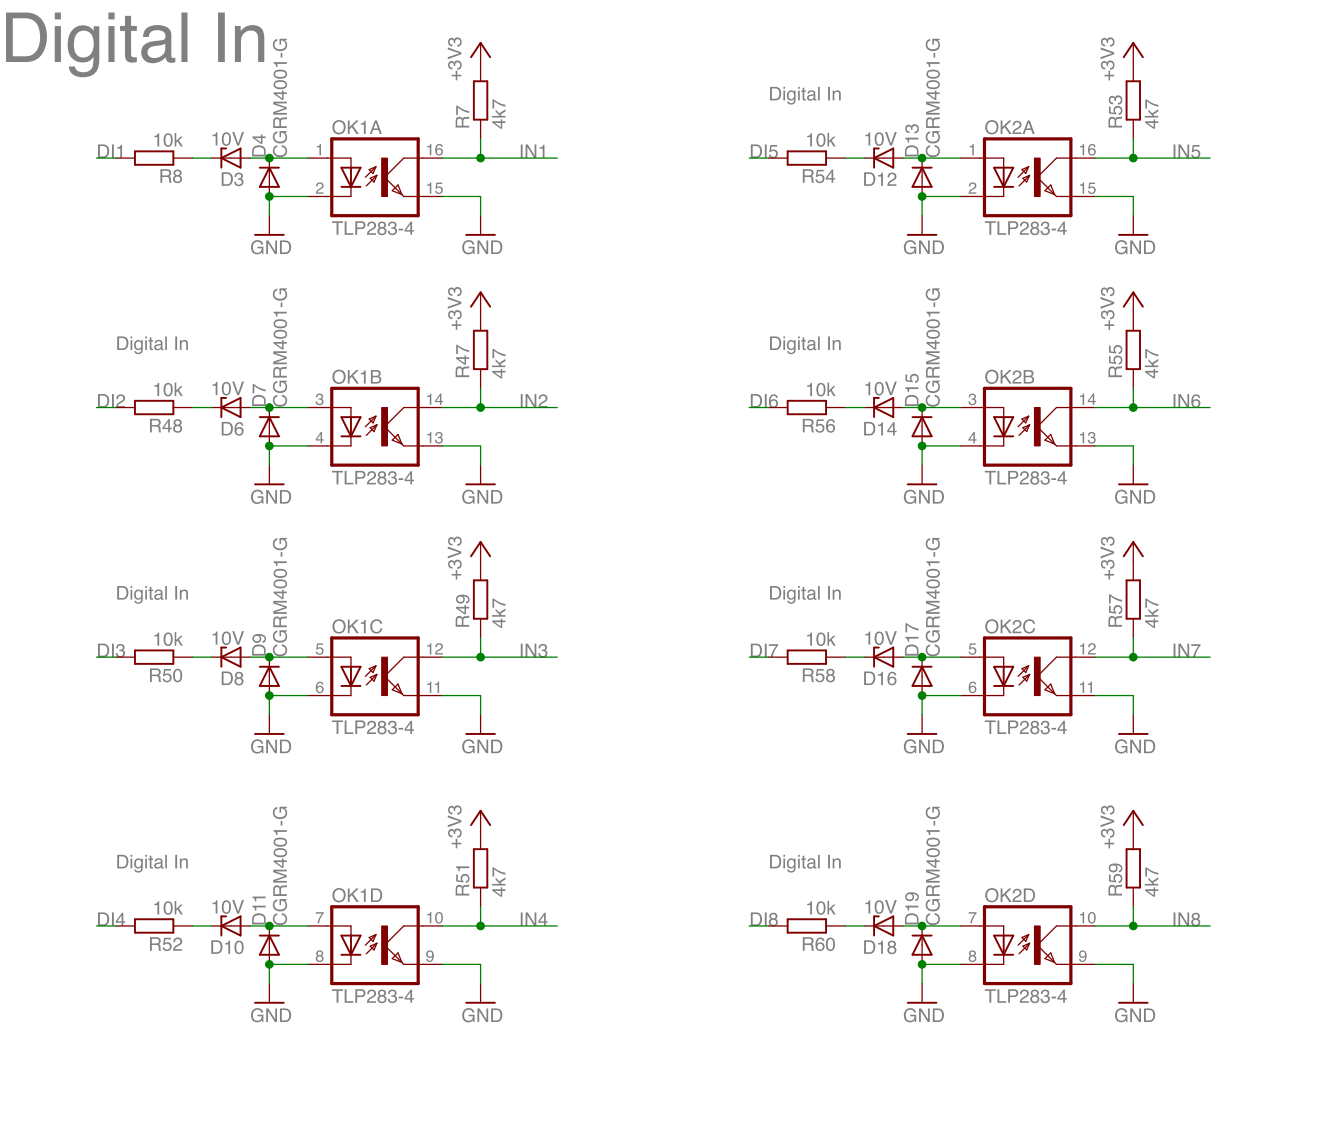 Digital In
DI1
10k
R8
10V
D3
D4
CGRM4001-G
GND
OK1A
1
2
16
15
TLP283-4
+3V3
R7
4k7
IN1
GND
Digital In
DI5
10k
R54
10V
D12
D13
CGRM4001-G
GND
OK2A
1
2
16
15
TLP283-4
+3V3
R53
4k7
IN5
GND
Digital In
DI2
10k
R48
10V
D6
D7
CGRM4001-G
GND
OK1B
3
4
14
13
TLP283-4
+3V3
R47
4k7
IN2
GND
Digital In
DI6
10k
R56
10V
D14
D15
CGRM4001-G
GND
OK2B
3
4
14
13
TLP283-4
+3V3
R55
4k7
IN6
GND
Digital In
DI3
10k
R50
10V
D8
D9
CGRM4001-G
GND
OK1C
5
6
12
11
TLP283-4
+3V3
R49
4k7
IN3
GND
Digital In
DI7
10k
R58
10V
D16
D17
CGRM4001-G
GND
OK2C
5
6
12
11
TLP283-4
+3V3
R57
4k7
IN7
GND
Digital In
DI4
10k
R52
10V
D10
D11
CGRM4001-G
GND
OK1D
7
8
10
9
TLP283-4
+3V3
R51
4k7
IN4
GND
Digital In
DI8
10k
R60
10V
D18
D19
CGRM4001-G
GND
OK2D
7
8
10
9
TLP283-4
+3V3
R59
4k7
IN8
GND